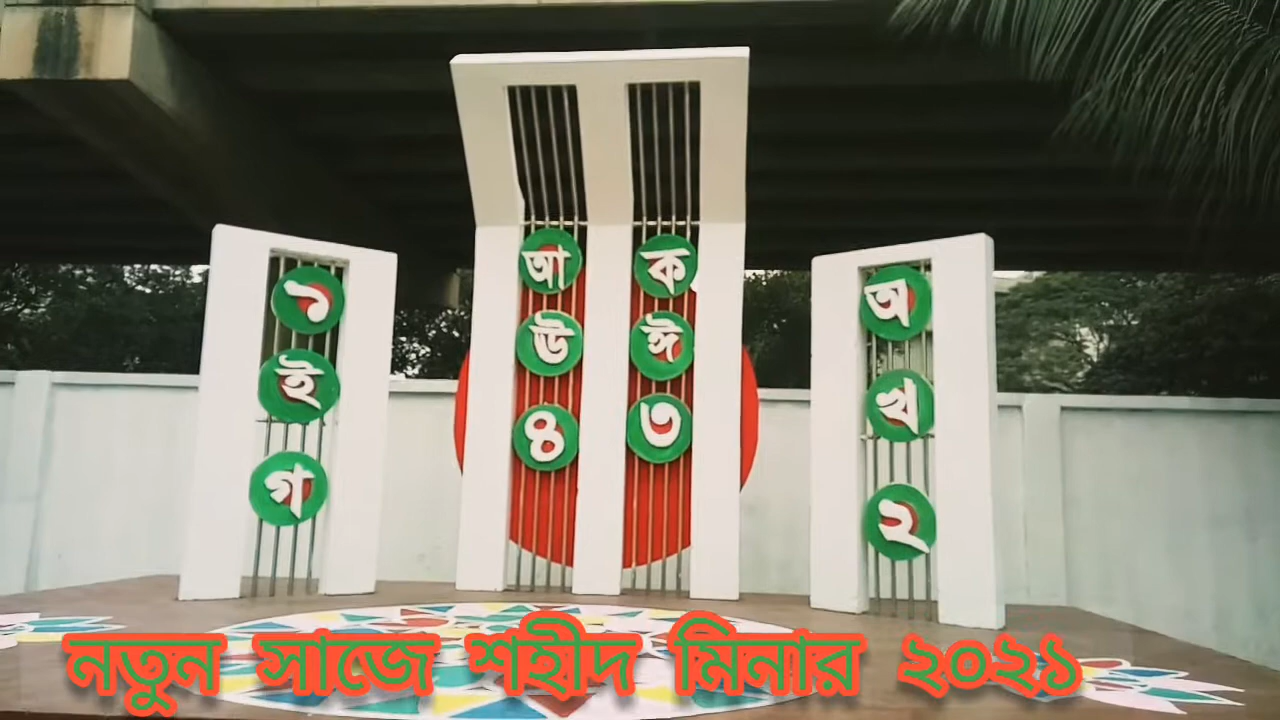 ১
ই
গ
আ
উ
৪
ক
ঈ
৩
অ
খ
২
নতুন সাজে শহীদ মিনার ২০২১